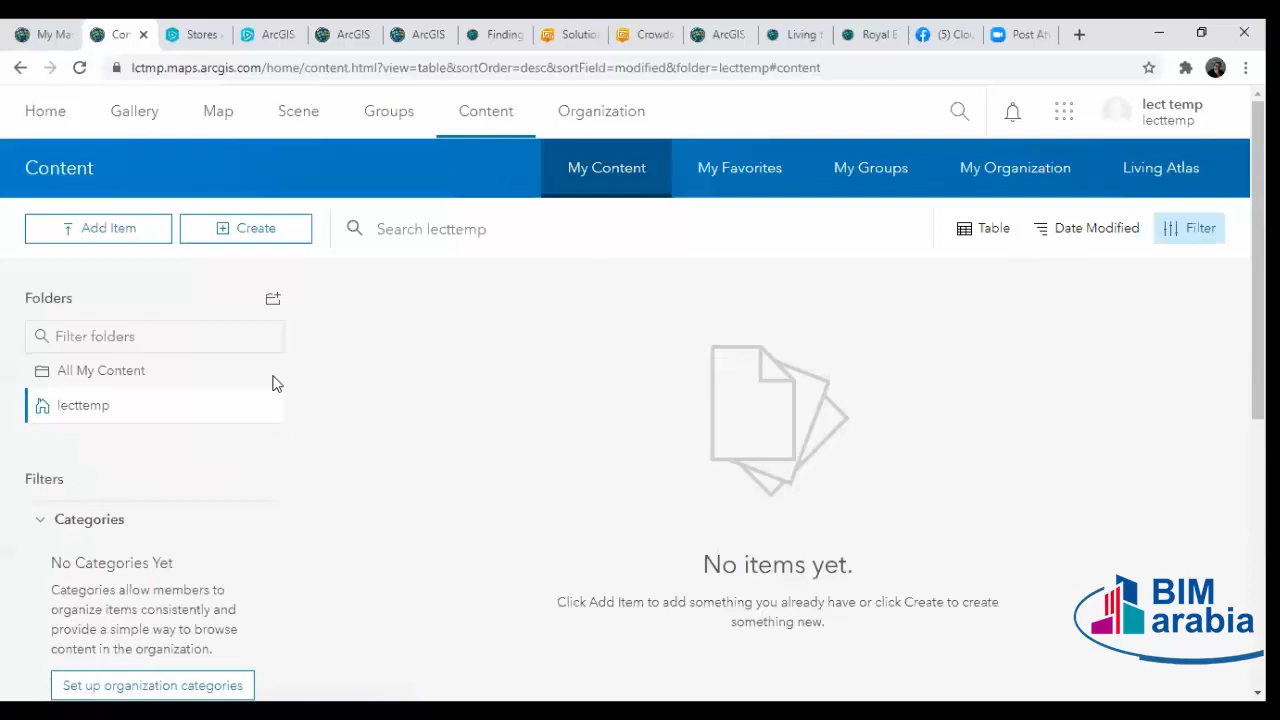 My Ma
Cor
Stores
ArcGIS
ArcGIS
ArcGIS
Finding
Solutio
Crowds
ArcGIS
Living t
Royal E
(5) Clou
Post At
lctmp.maps.arcgis.com/home/content.html?view=table&sortOrder=desc&sortField=modified&folder=lecttemp#content
Home
Gallery
Map
Scene
Groups
Content
Organization
lect temp
lecttemp
Content
My Content
My Favorites
My Groups
My Organization
Living Atlas
Add Item
Create
Search lecttemp
Table
Date Modified
Filter
Folders
Filter folders
All My Content
lecttemp
Filters
Categories
No Categories Yet
Categories allow members to
organize items consistently and
provide a simple way to browse
content in the organization.
Set up organization categories
No items yet.
Click Add Item to add something you already have or click Create to create
something new.
BIM
arabia